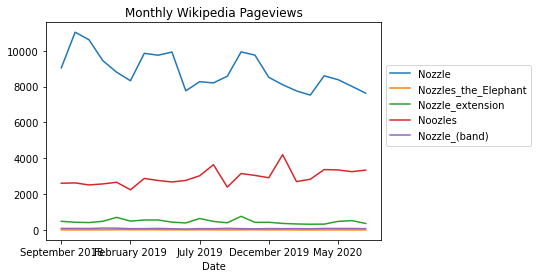 Monthly Wikipedia Pageviews
10000
8000
6000
4000
2000
0
September 2018 February 2019 July 2019 December 2019 May 2020
Date
Nozzle
Nozzles_the_Elephant
Nozzle_extension
Noozles
Nozzle_(band)